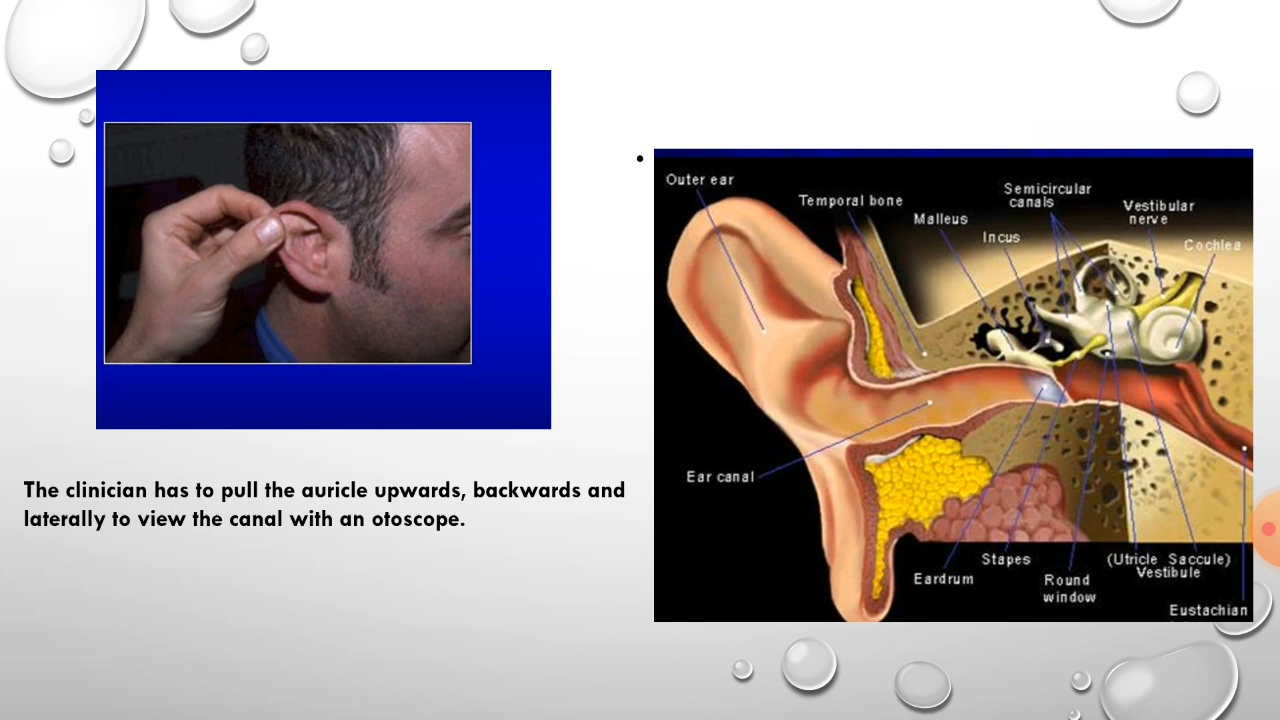 The clinician has to pull the auricle upwards, backwards and
laterally to view the canal with an otoscope.
•
Outer ear
Temporal bone
Malleus
Incus
Semicircular
canals
Vestibular
nerve
Cochlea
Ear canal
Eardrum
Stapes
Round
window
(Utricle Saccule)
Vestibule
Eustachian